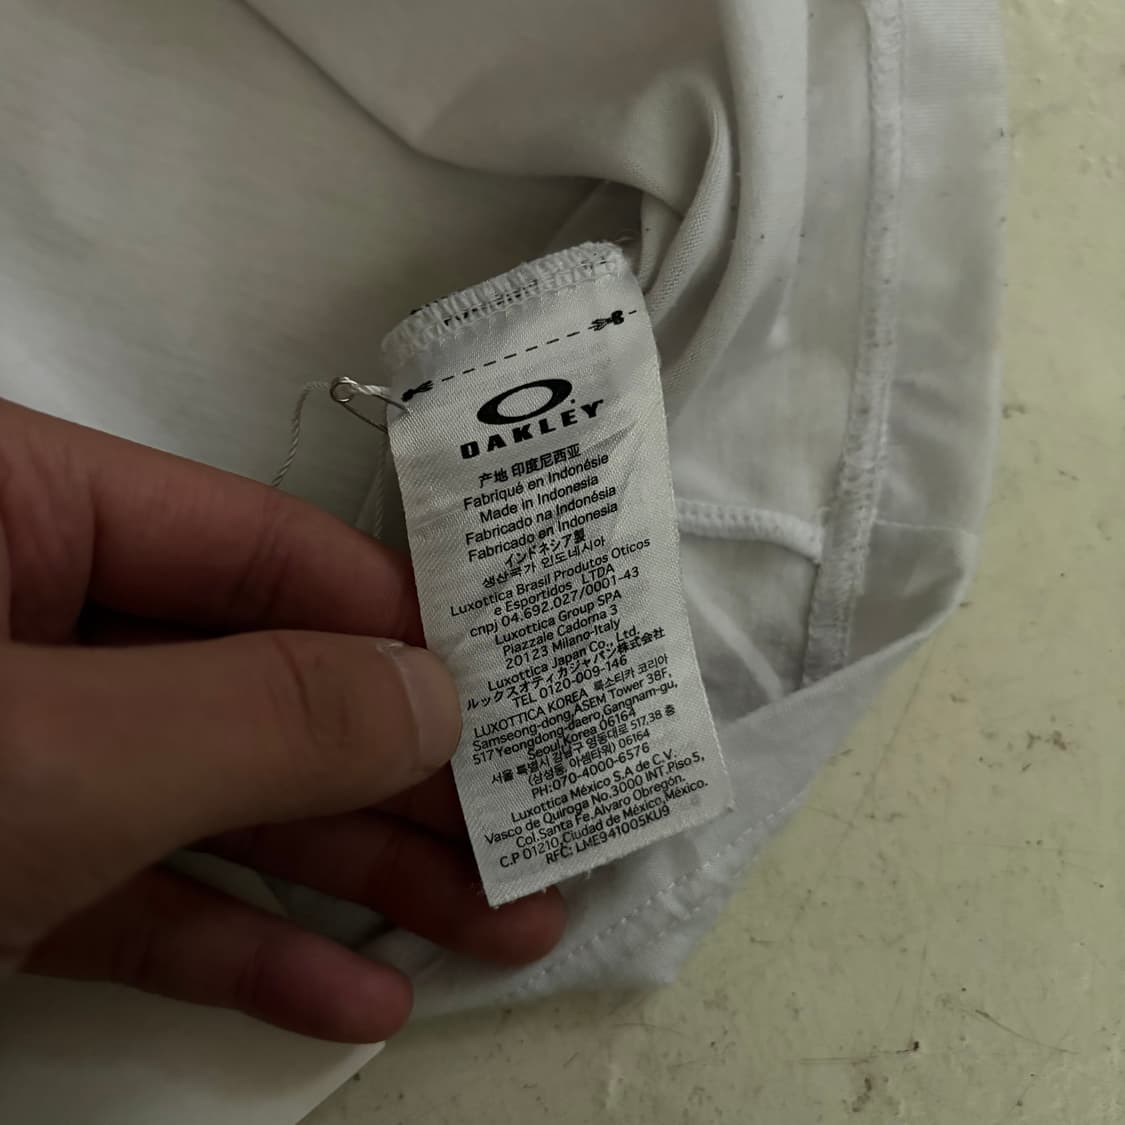 OAKLEY
产地 印度尼西亚
Fabriqué en Indonésie
Made in Indonesia
Fabricado na Indonésia
Fabricado en Indonesia
インドネシア製
생산국가 인도네시아
Luxottica Brasil Produtos Oticos
e Esportidos LTDA
cnpj 04.692.027/0001-43
Luxottica Group SPA
Piazzale Cadorna 3
20123 Milano-Italy
Luxottica Japan Co., Ltd.
ルックスオティカジャパン株式会社
TEL 0120-009-146
LUXOTTICA KOREA 룩소티카 코리아
Samseong-dong,ASEM Tower 38F,
517 Yeongdong-daero,Gangnam-gu,
Seoul,Korea 06164
서울 특별시 강남구 영동대로 517,38 층
(삼성동 아셈타워) 06164
PH:070-4000-6576
Luxottica México S.A de C.V.
Vasco de Quiroga No.3000 INT.Piso 5,
Col.Santa Fe,Alvaro Obregón.
C.P 01210,Ciudad de México,México.
RFC: LME941005KU9